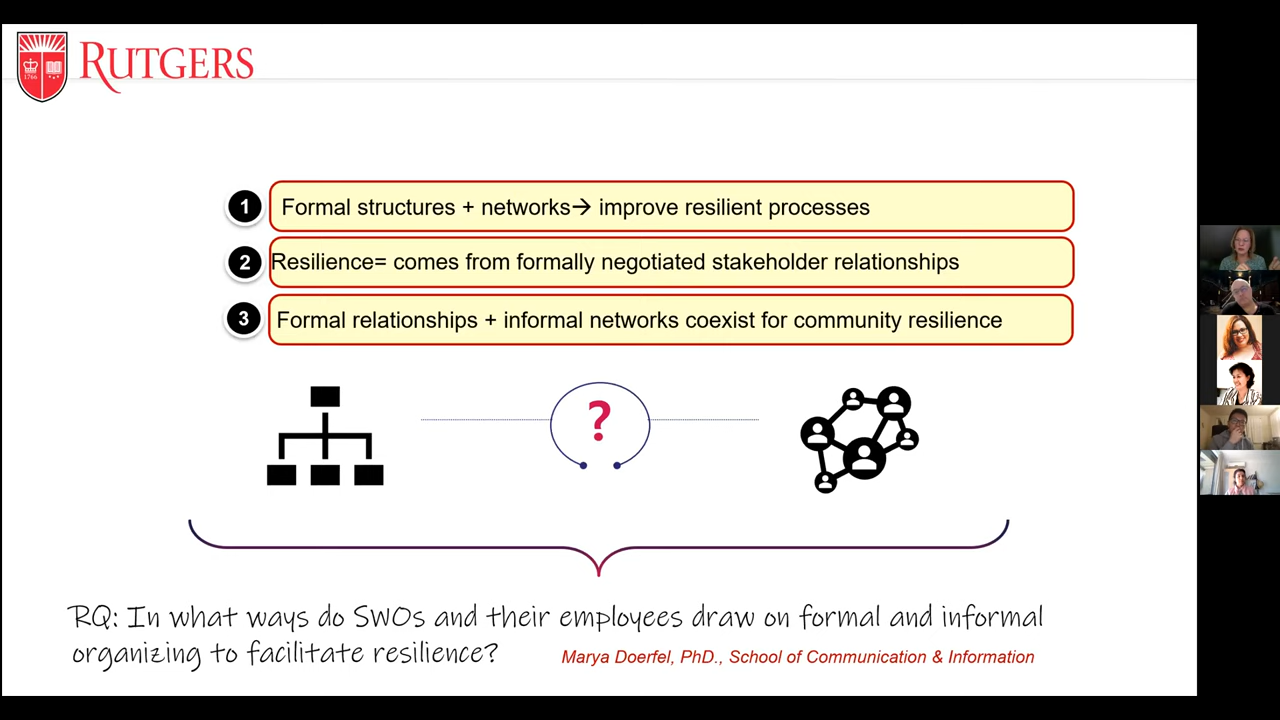 RUTGERS
1766
1 Formal structures + networks→ improve resilient processes
2 Resilience= comes from formally negotiated stakeholder relationships
3 Formal relationships + informal networks coexist for community resilience
?
RQ: In what ways do SWOs and their employees draw on formal and informal
organizing to facilitate resilience?
Marya Doerfel, PhD., School of Communication & Information